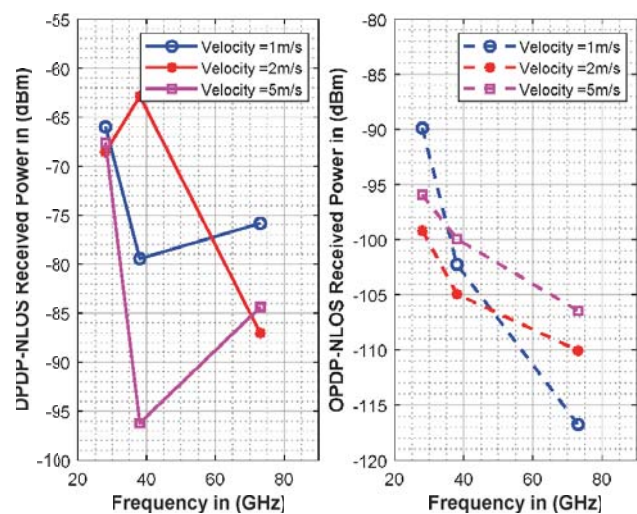 DPDP-NLOS Received Power in (dBm)
-55
-60
-65
-70
-75
-80
-85
-90
-95
-100
20
40
60
80
Frequency in (GHz)
Velocity =1m/s
Velocity =2m/s
Velocity =5m/s
OPDP-NLOS Received Power in (dBm)
-80
-85
-90
-95
-100
-105
-110
-115
-120
20
40
60
80
Frequency in (GHz)
Velocity =1m/s
Velocity =2m/s
Velocity =5m/s